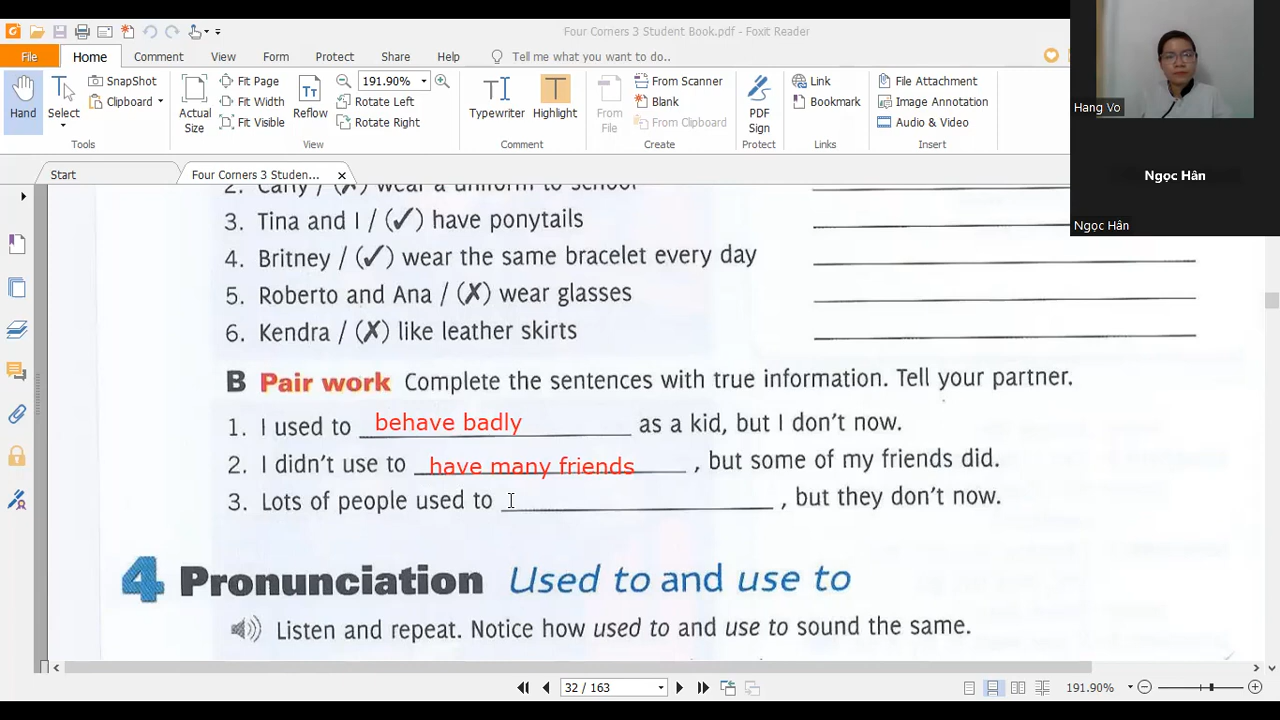 Four Corners 3 Student Book.pdf - Foxit Reader
File Home Comment View Form Protect Share Help Tell me what you want to do..
Hand
Select
SnapShot
Clipboard
Actual Size
Fit Page
Fit Width
Fit Visible
Reflow
191.90%
Rotate Left
Rotate Right
Typewriter
Highlight
From File
From Scanner
Blank
From Clipboard
PDF Sign
Link
Bookmark
File Attachment
Image Annotation
Audio & Video
Tools View Comment Create Protect Links Insert
Hang Vo
Ngọc Hân
Ngọc Hân
Start
Four Corners 3 Studen...
2. Carly / (✗) wear a uniform to school
3. Tina and I / (✓) have ponytails
4. Britney / (✓) wear the same bracelet every day
5. Roberto and Ana / (✗) wear glasses
6. Kendra / (✗) like leather skirts
B Pair work Complete the sentences with true information. Tell your partner.
1. I used to behave badly as a kid, but I don't now.
2. I didn't use to have many friends , but some of my friends did.
3. Lots of people used to , but they don't now.
4 Pronunciation Used to and use to
Listen and repeat. Notice how used to and use to sound the same.
32 / 163
191.90%